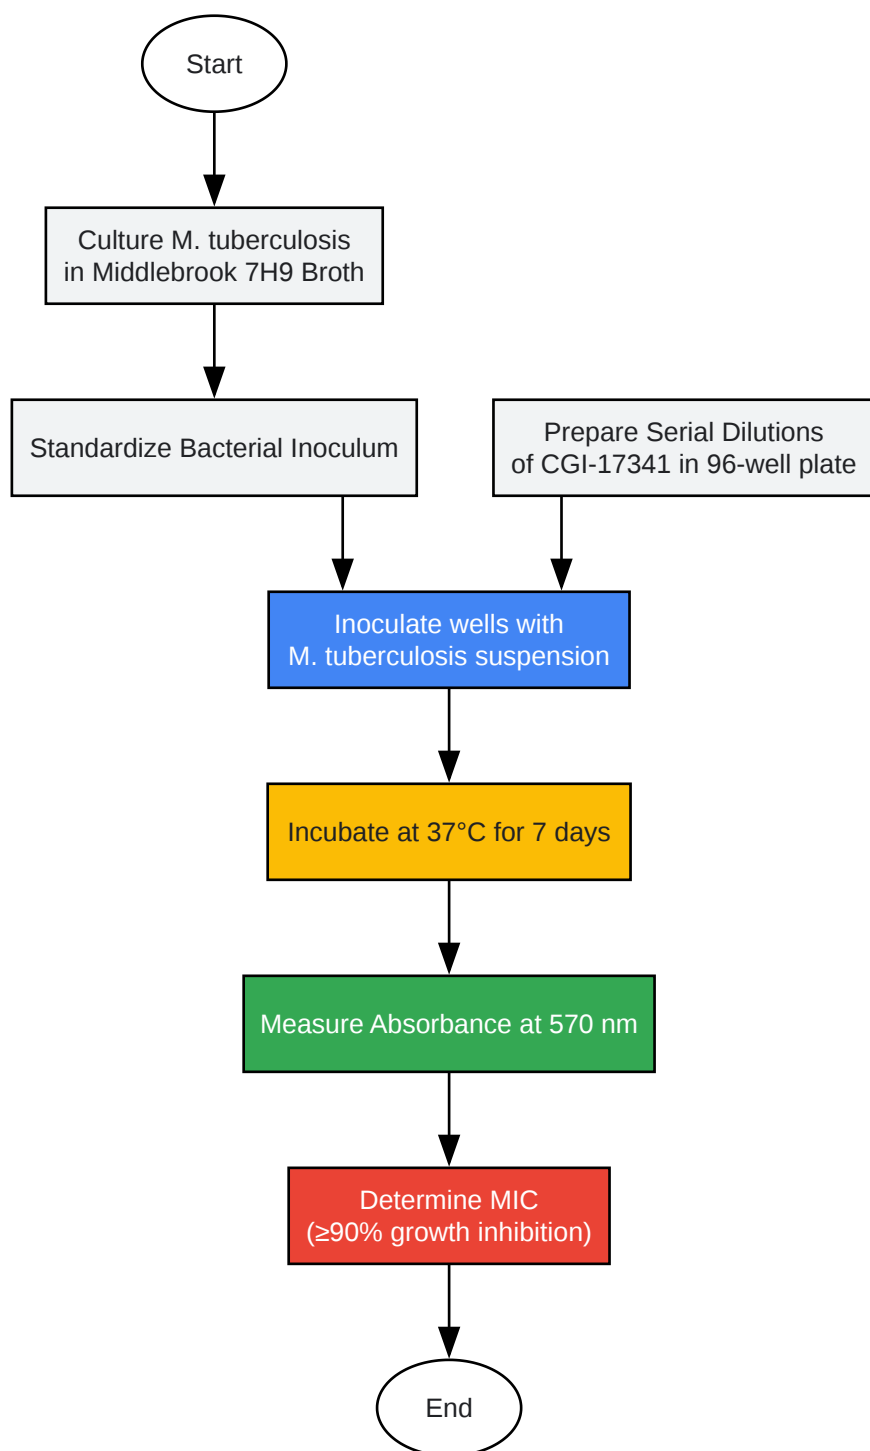 Start
Culture M. tuberculosis
in Middlebrook 7H9 Broth
Standardize Bacterial Inoculum
Prepare Serial Dilutions
of CGI-17341 in 96-well plate
Inoculate wells with
M. tuberculosis suspension
Incubate at 37°C for 7 days
Measure Absorbance at 570 nm
Determine MIC
(≥90% growth inhibition)
End